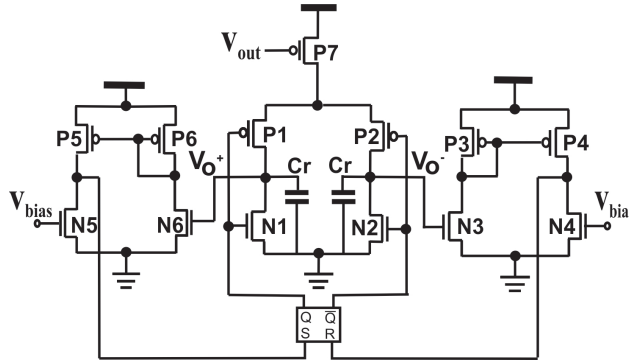 Vout
P7
P5
P6
Vo+
P1
P2
Vo-
P3
P4
Cr
Cr
Vbias
N5
N6
N1
N2
N3
N4
Vbia
Q
Q̅
S
R